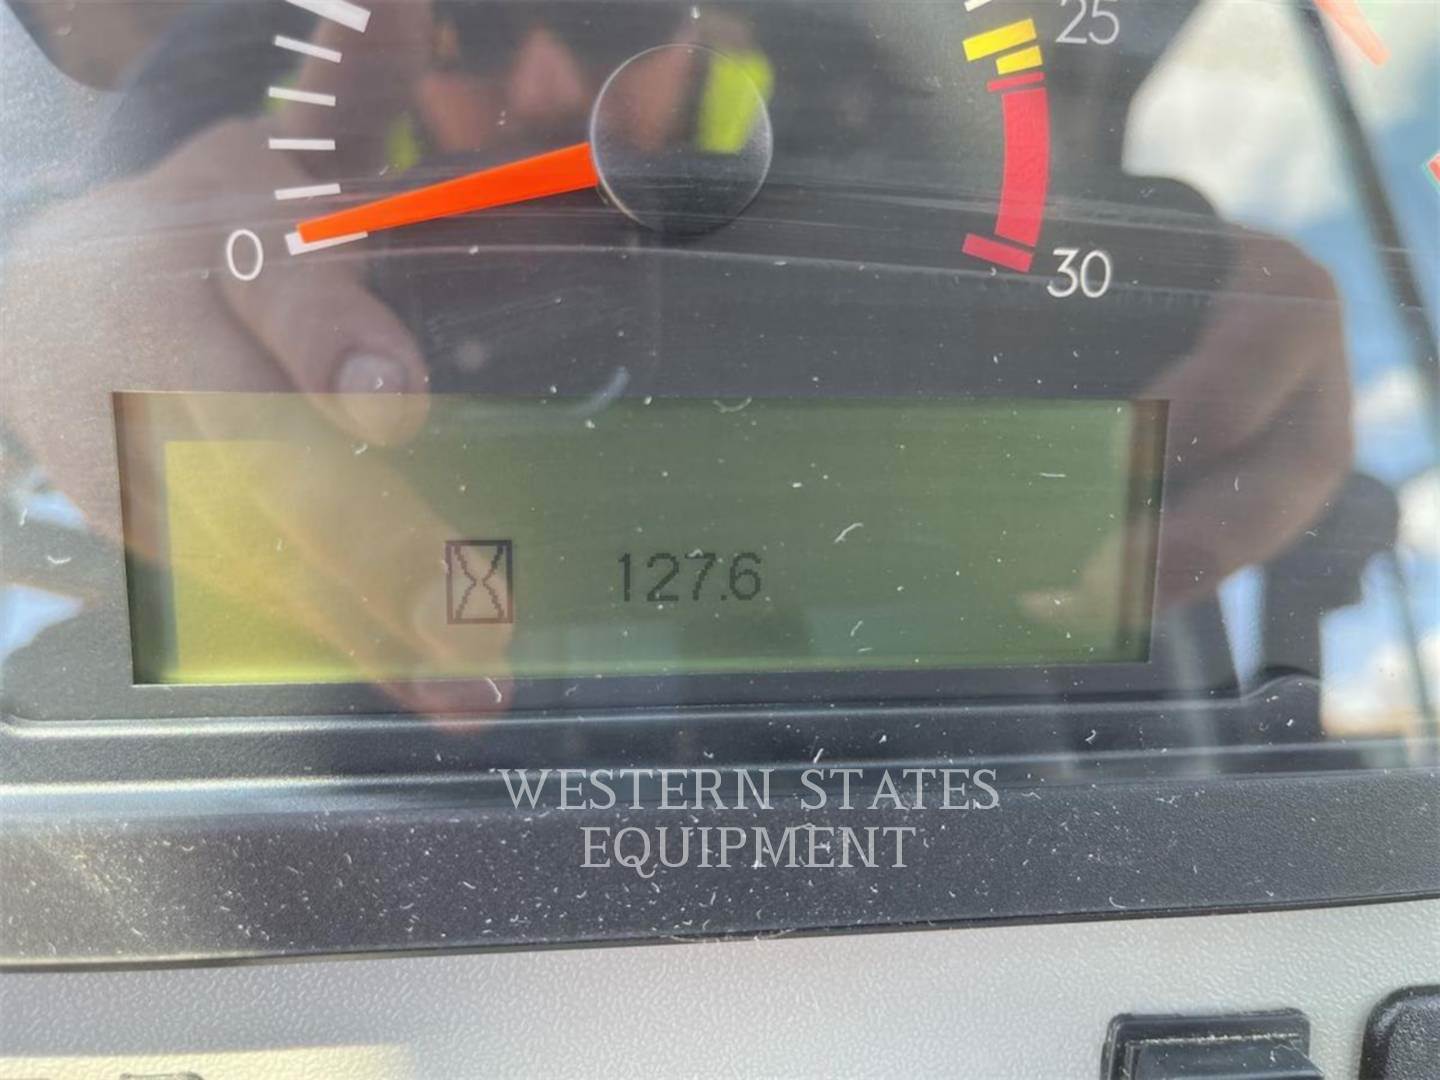 25
0
30
127.6
WESTERN STATES
EQUIPMENT